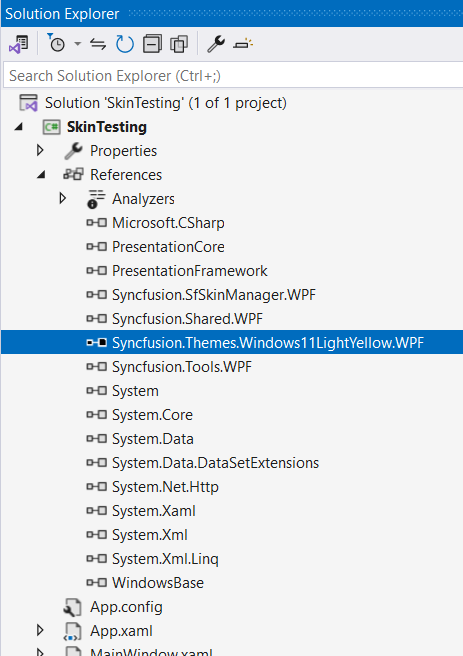 Solution Explorer
Search Solution Explorer (Ctrl+;)
Solution 'SkinTesting' (1 of 1 project)
C# SkinTesting
Properties
References
Analyzers
Microsoft.CSharp
PresentationCore
PresentationFramework
Syncfusion.SfSkinManager.WPF
Syncfusion.Shared.WPF
Syncfusion.Themes.Windows11LightYellow.WPF
Syncfusion.Tools.WPF
System
System.Core
System.Data
System.Data.DataSetExtensions
System.Net.Http
System.Xaml
System.Xml
System.Xml.Linq
WindowsBase
App.config
App.xaml
MainWindow.xaml